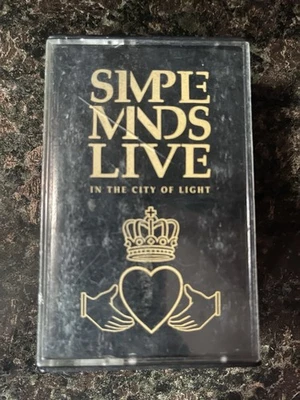 SIMPLE
MINDS
LIVE
IN THE CITY OF LIGHT